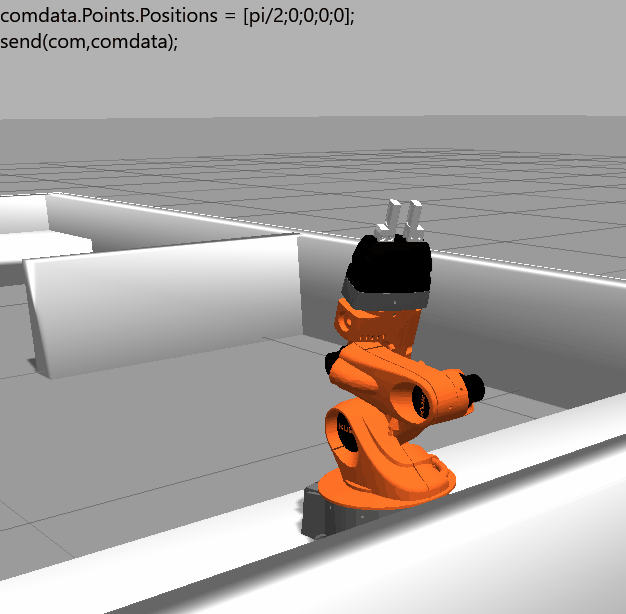 comdata.Points.Positions = [pi/2;0;0;0;0];
send(com,comdata);